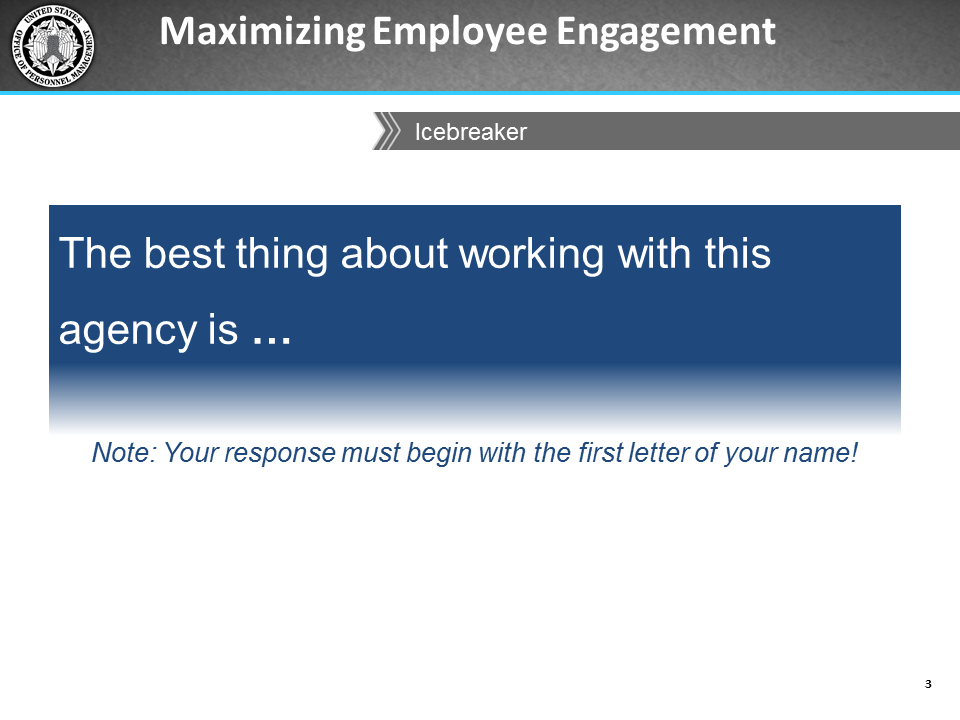 UNITED STATES
OFFICE OF PERSONNEL MANAGEMENT
Maximizing Employee Engagement
Icebreaker
The best thing about working with this
agency is ...
Note: Your response must begin with the first letter of your name!
3